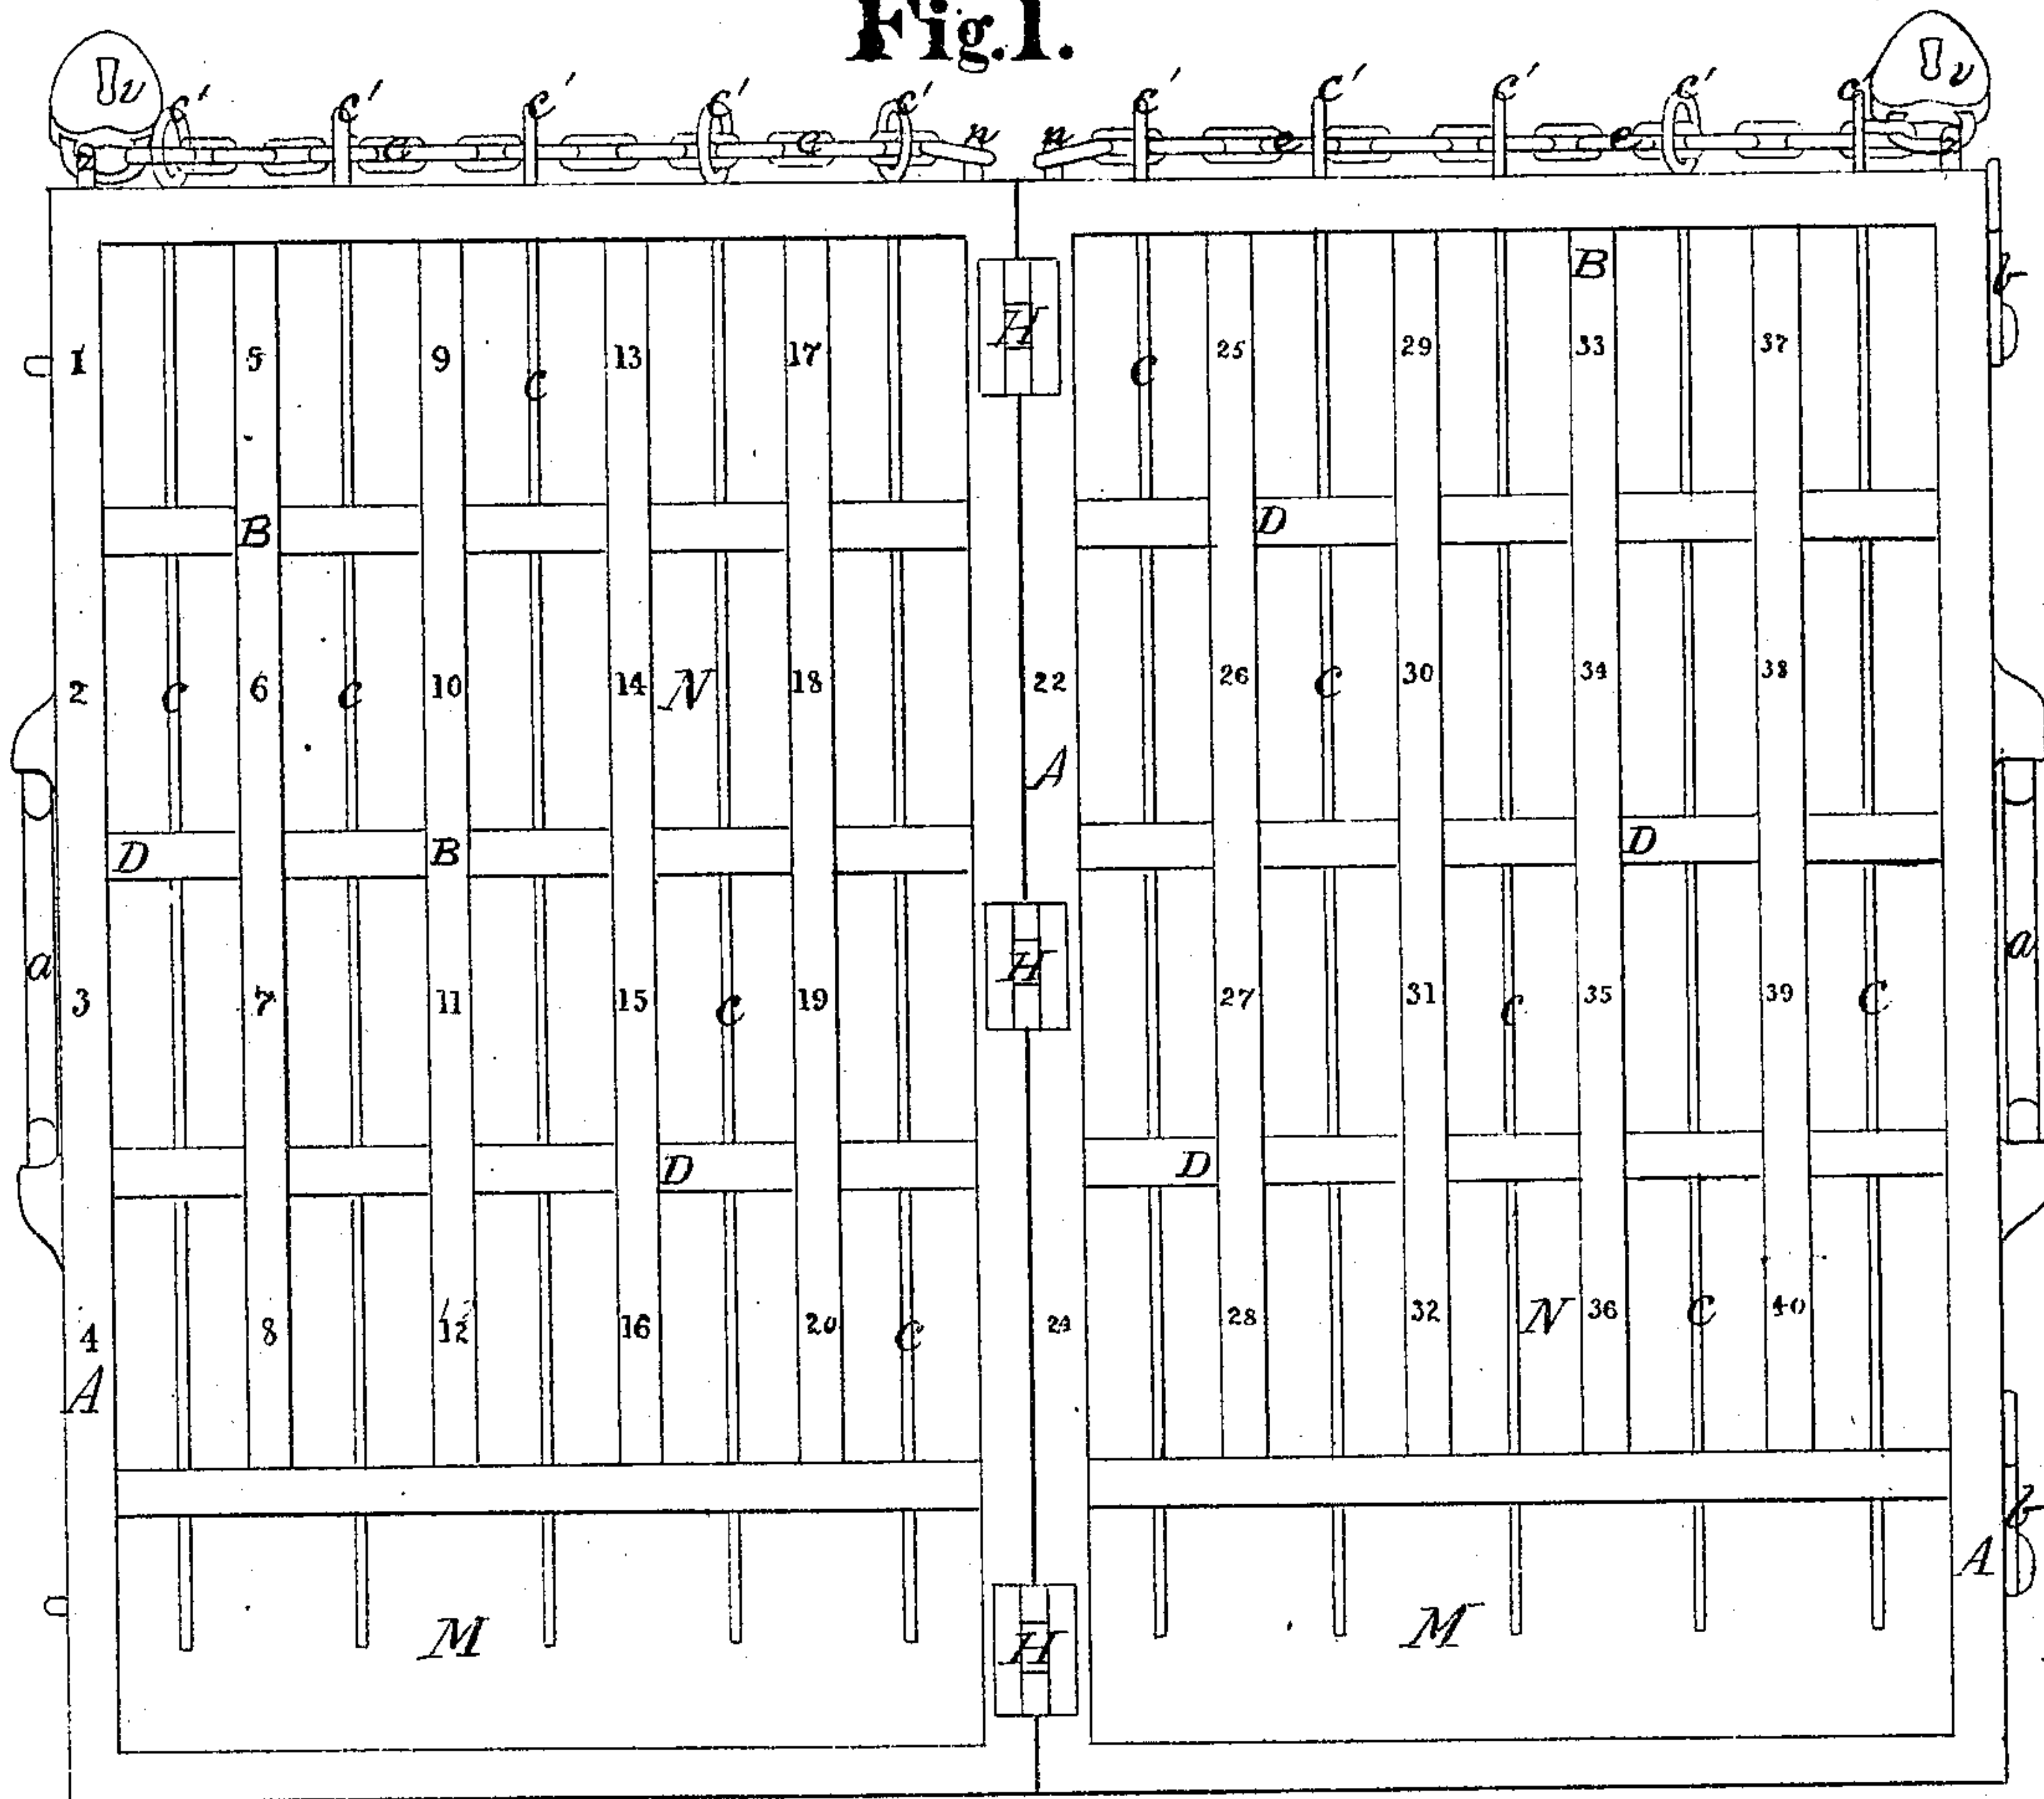 Fig.1.
v v
c' c' c' c' c' c' c' c' c' c'
z e e n n e e z
B
b
1 5 9 13 17 H 25 29 33 37
C C
B D
2 C 6 C 10 14 N 18 22 26 C 30 34 38
A
D B D
a 3 7 11 15 C 19 H 27 31 C 35 39 C a
D D
4 8 12 16 20 C 24 28 32 N 36 C 40
A
b
A
M H M